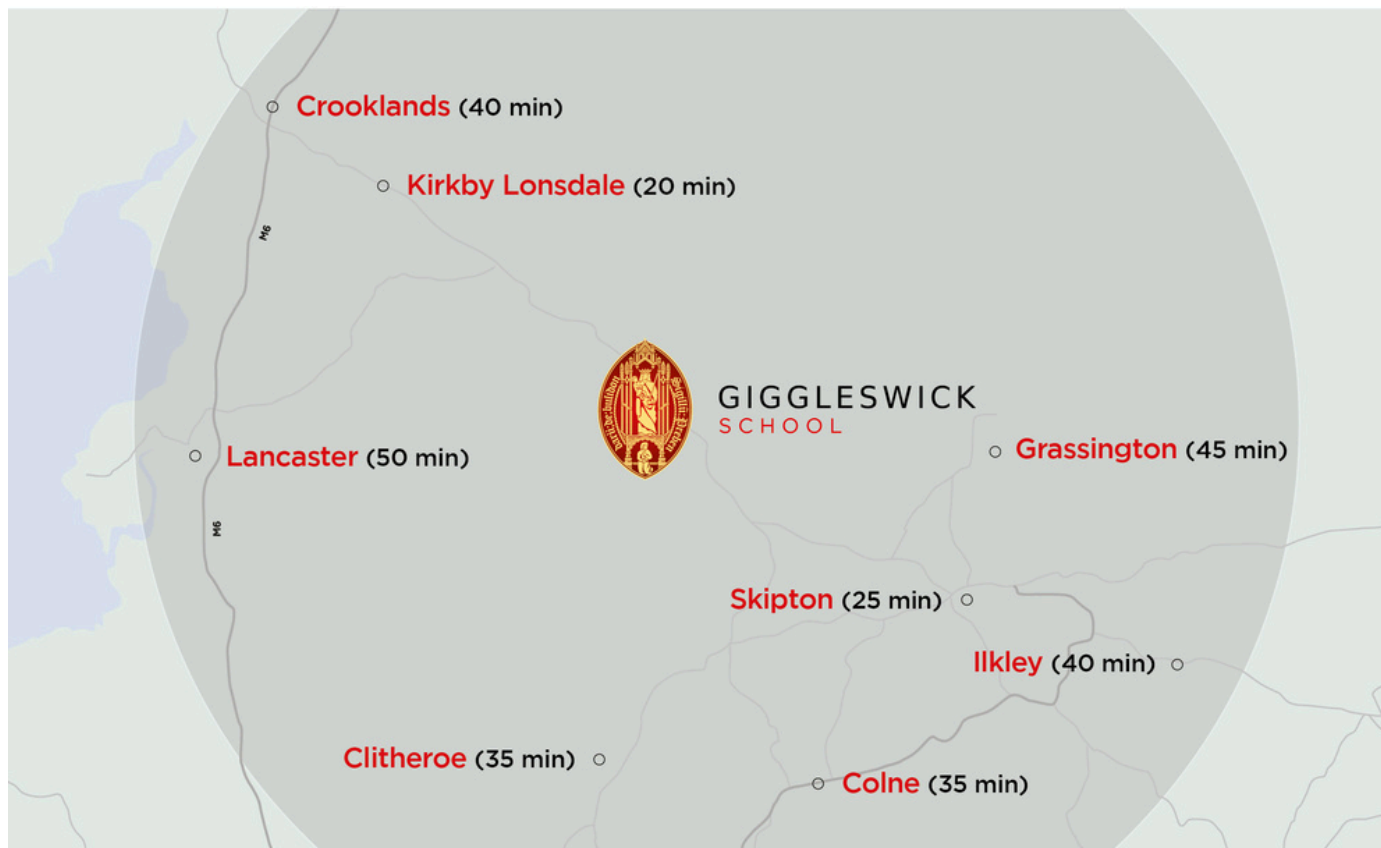 Crooklands (40 min)
Kirkby Lonsdale (20 min)
M6
GIGGLESWICK
SCHOOL
Grassington (45 min)
Lancaster (50 min)
M6
Skipton (25 min)
Ilkley (40 min)
Clitheroe (35 min)
Colne (35 min)